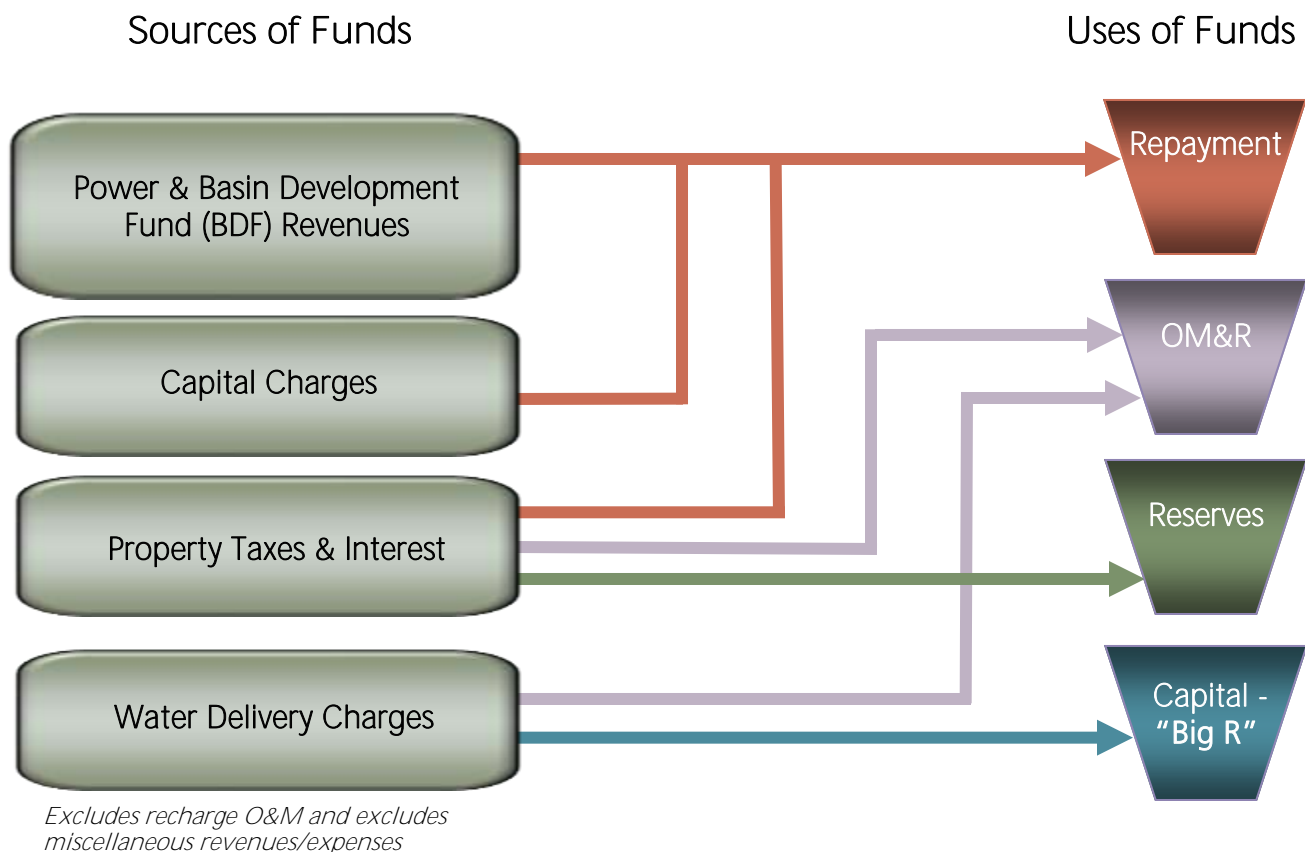 Sources of Funds
Uses of Funds
Power & Basin Development
Fund (BDF) Revenues
Capital Charges
Property Taxes & Interest
Water Delivery Charges
Repayment
OM&R
Reserves
Capital -
“Big R”
Excludes recharge O&M and excludes
miscellaneous revenues/expenses